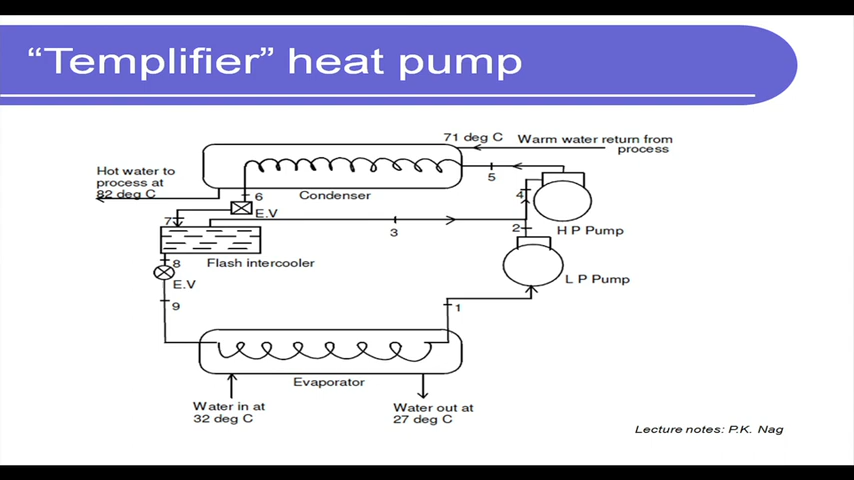 “Templifier” heat pump
71 deg C
Warm water return from
process
Hot water to
process at
82 deg C
5
6
Condenser
4
E.V
7
3
2
H P Pump
8
Flash intercooler
E.V
L P Pump
9
1
Evaporator
Water in at
32 deg C
Water out at
27 deg C
Lecture notes: P.K. Nag